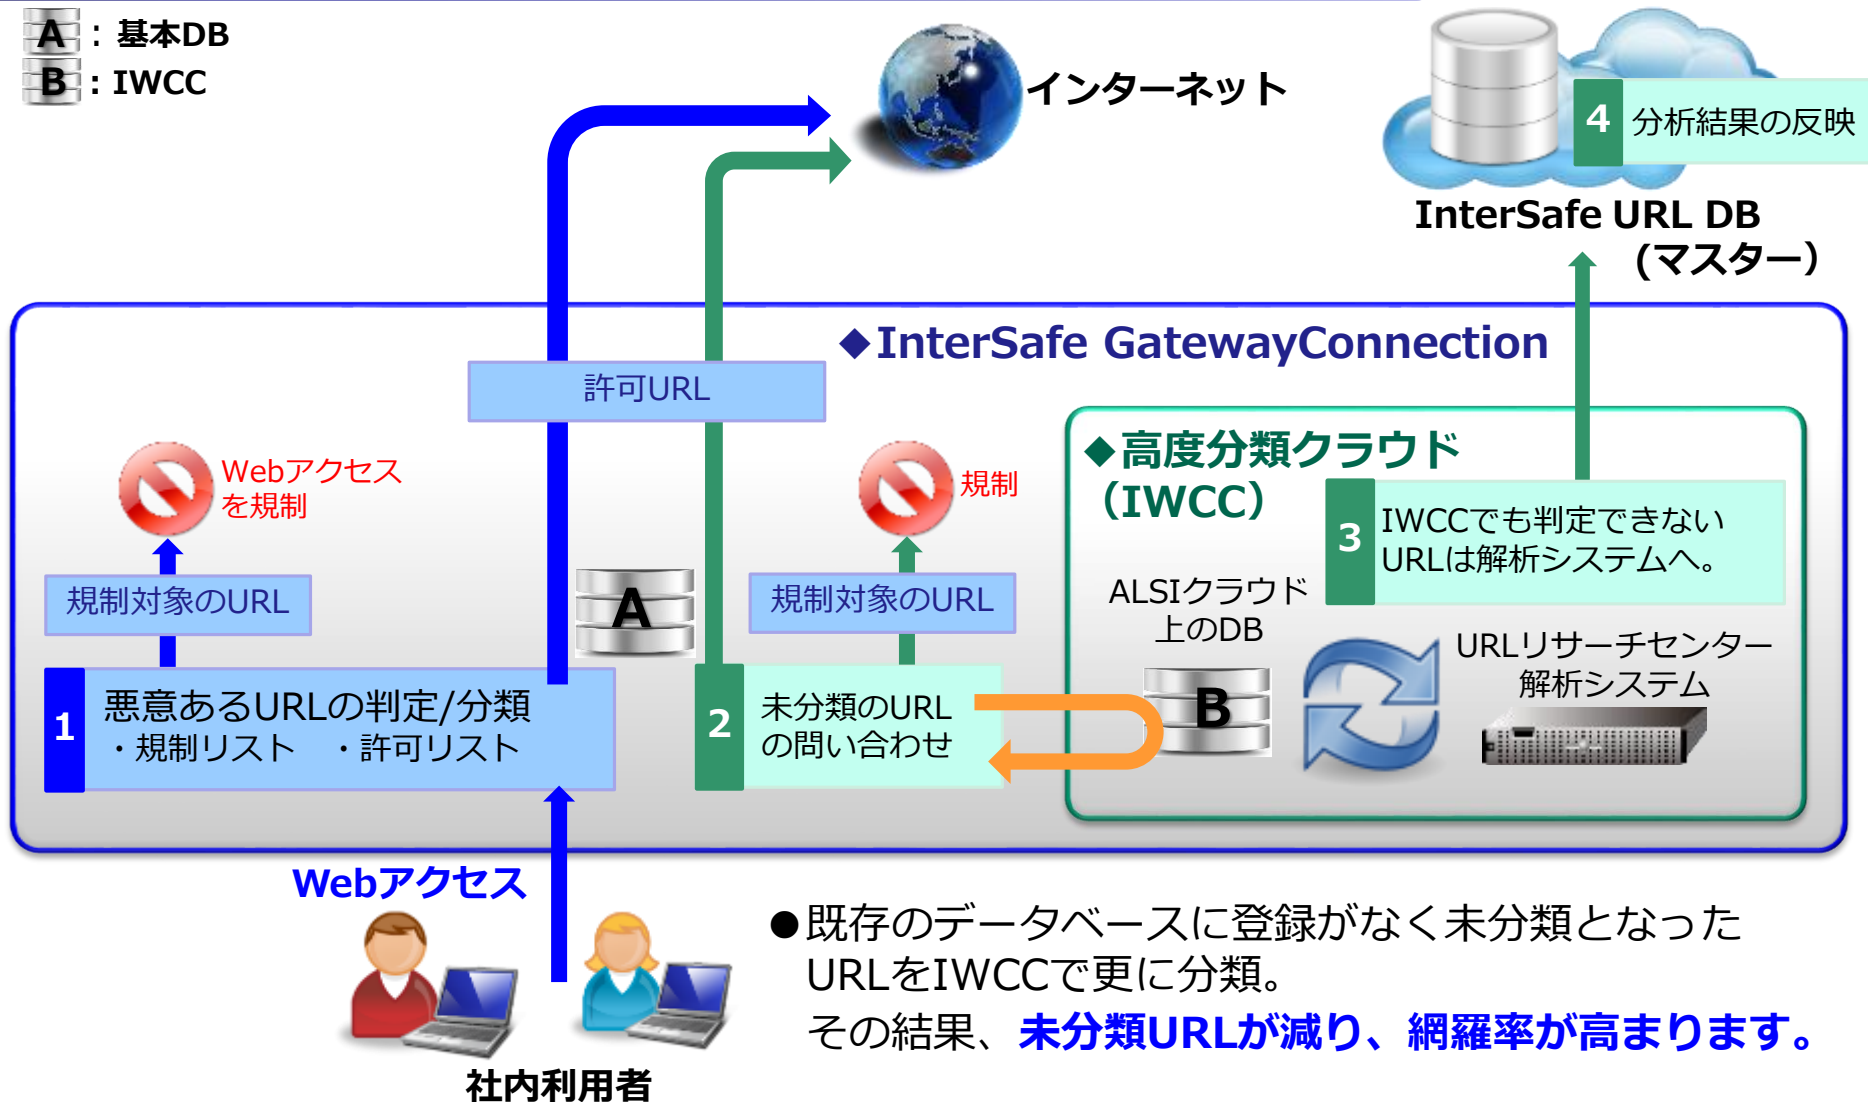 A：基本DB
B：IWCC
インターネット
4 分析結果の反映
InterSafe URL DB
(マスター）
◆InterSafe GatewayConnection
許可URL
Webアクセス
を規制
規制対象のURL
A
規制
規制対象のURL
1 悪意あるURLの判定/分類
・規制リスト　・許可リスト
2 未分類のURL
の問い合わせ
◆高度分類クラウド
（IWCC）
3 IWCCでも判定できない
URLは解析システムへ。
ALSIクラウド
上のDB
B
URLリサーチセンター
解析システム
Webアクセス
社内利用者
●既存のデータベースに登録がなく未分類となった
URLをIWCCで更に分類。
その結果、未分類URLが減り、網羅率が高まります。